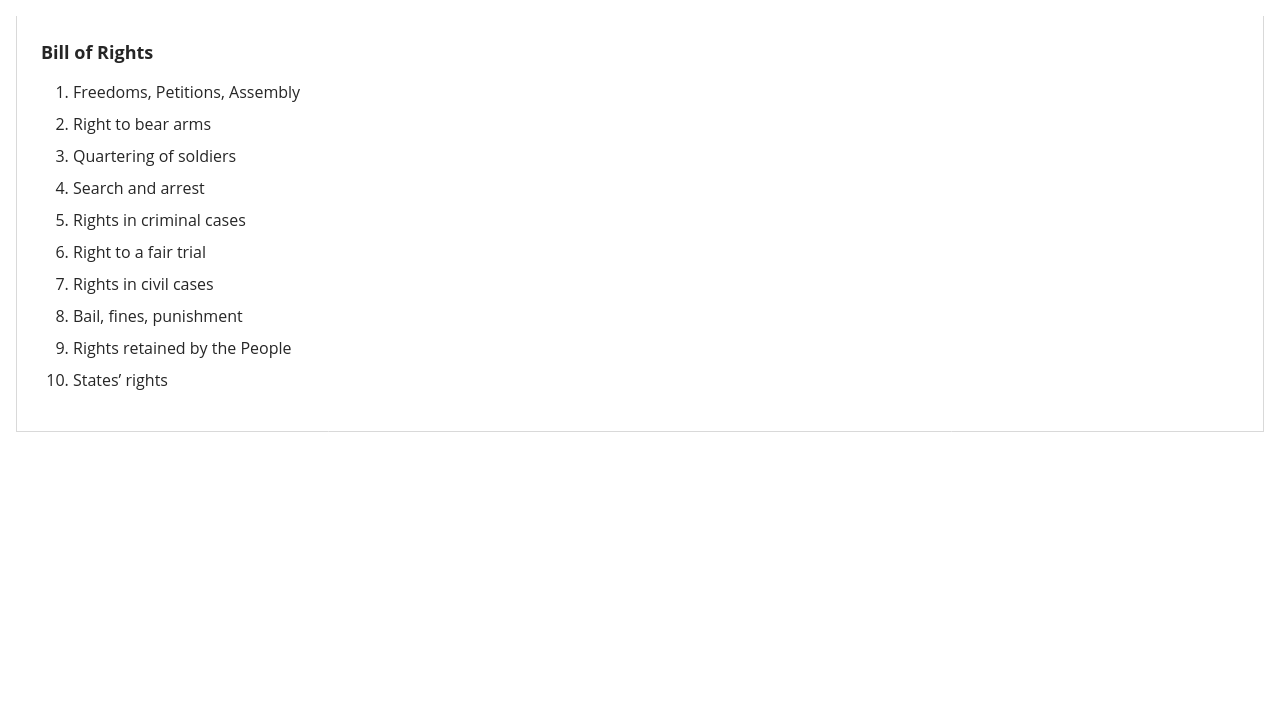 Bill of Rights
1. Freedoms, Petitions, Assembly
2. Right to bear arms
3. Quartering of soldiers
4. Search and arrest
5. Rights in criminal cases
6. Right to a fair trial
7. Rights in civil cases
8. Bail, fines, punishment
9. Rights retained by the People
10. States’ rights